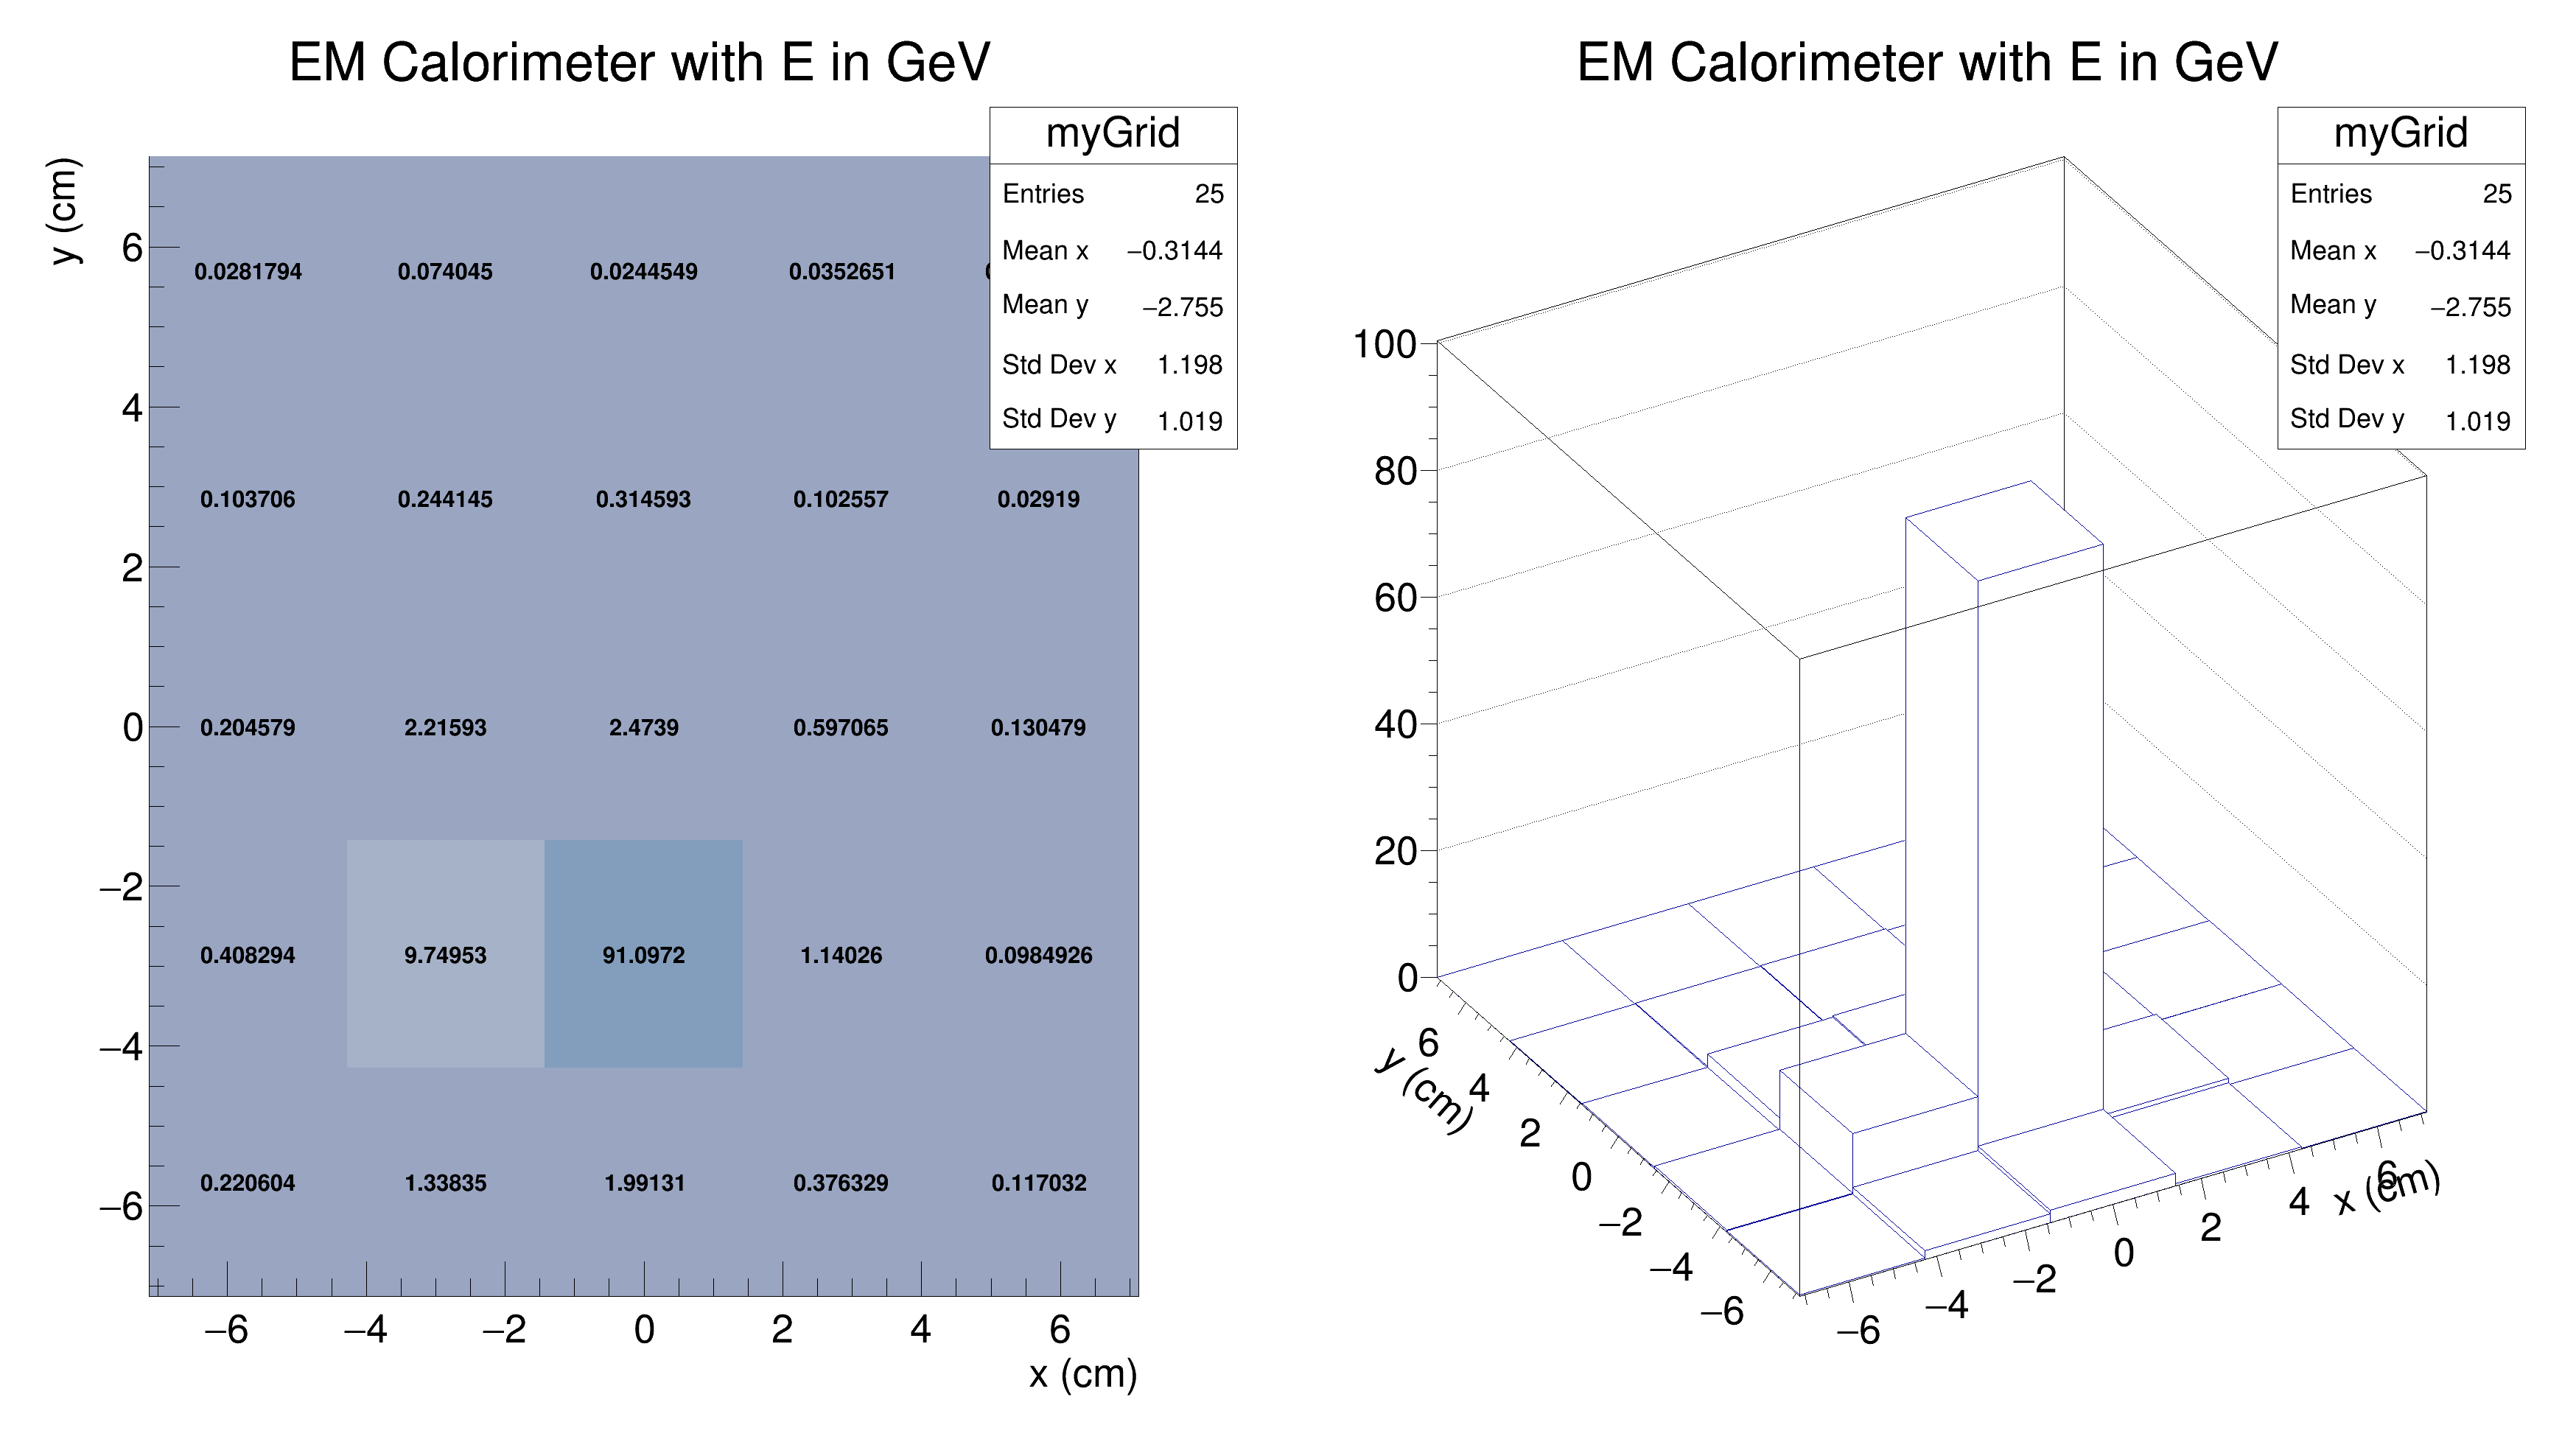 EM Calorimeter with E in GeV
myGrid
Entries 25
Mean x −0.3144
Mean y −2.755
Std Dev x 1.198
Std Dev y 1.019
y (cm)
6
4
2
0
−2
−4
−6
0.0281794 0.074045 0.0244549 0.0352651
0.103706 0.244145 0.314593 0.102557 0.02919
0.204579 2.21593 2.4739 0.597065 0.130479
0.408294 9.74953 91.0972 1.14026 0.0984926
0.220604 1.33835 1.99131 0.376329 0.117032
−6 −4 −2 0 2 4 6
x (cm)
EM Calorimeter with E in GeV
myGrid
Entries 25
Mean x −0.3144
Mean y −2.755
Std Dev x 1.198
Std Dev y 1.019
100
80
60
40
20
0
y (cm)
6
4
2
0
−2
−4
−6
−6
−4
−2
0
2
4
6
x (cm)